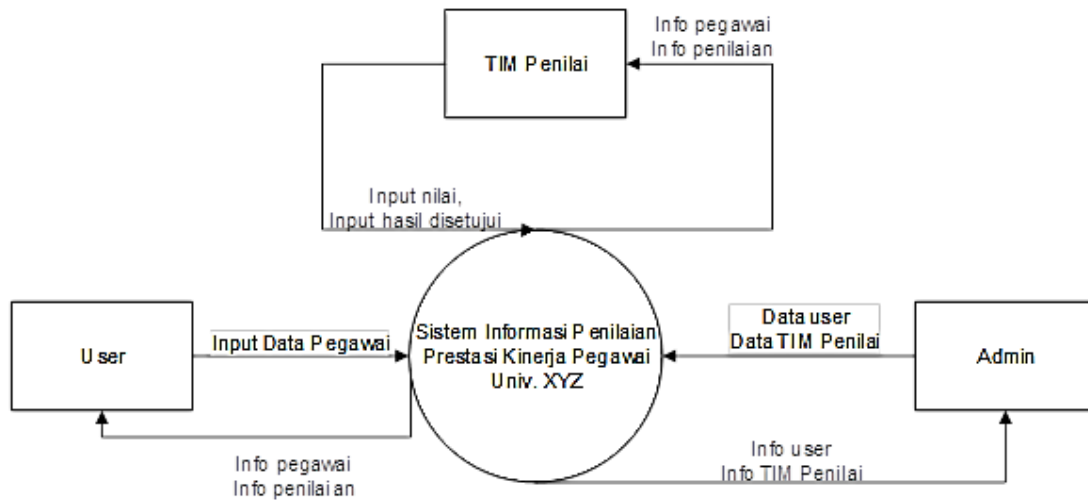 Info pegawai
Info penilaian
TIM Penilai
Input nilai,
Input hasil disetujui
User
Input Data Pegawai
Sistem Informasi Penilaian
Prestasi Kinerja Pegawai
Univ. XYZ
Data user
Data TIM Penilai
Admin
Info pegawai
Info penilaian
Info user
Info TIM Penilai